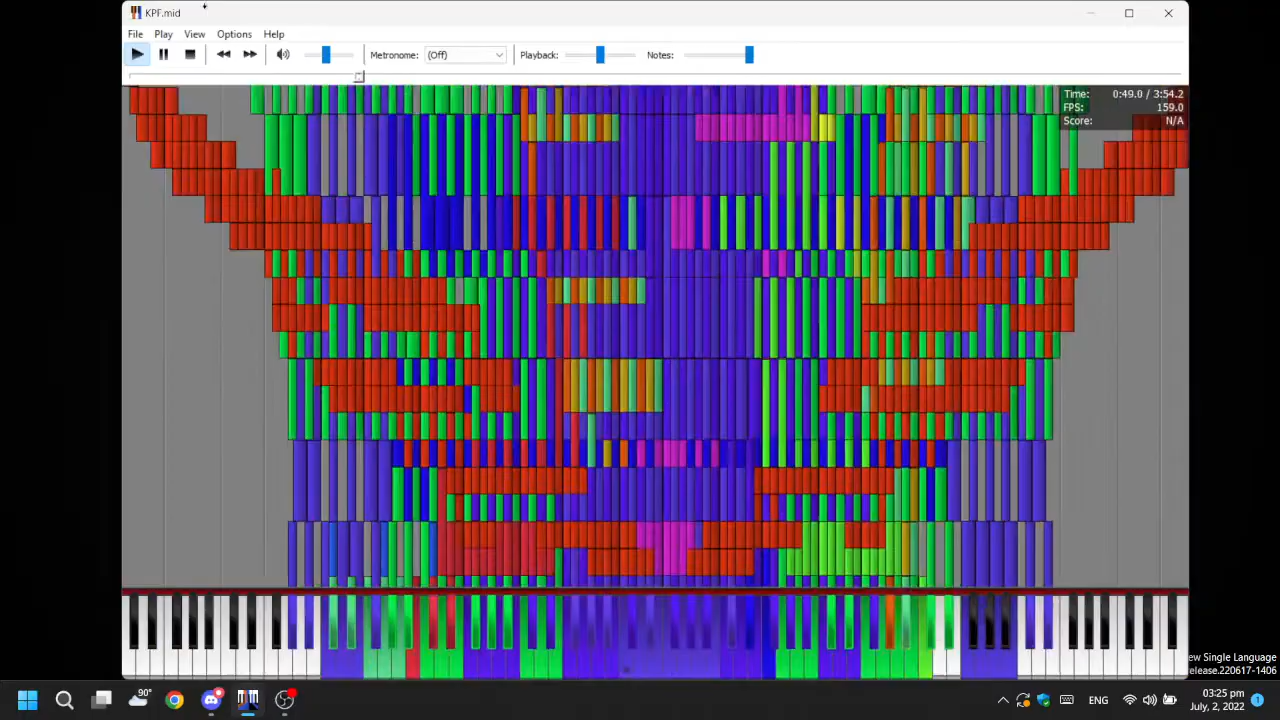 KPF.mid
File Play View Options Help
Metronome: (Off) Playback: Notes:
Time: 0:49.0 / 3:54.2
FPS: 159.0
Score: N/A
ew Single Language
elease.220617-1406
90°
ENG
03:25 pm
July, 2, 2022
1